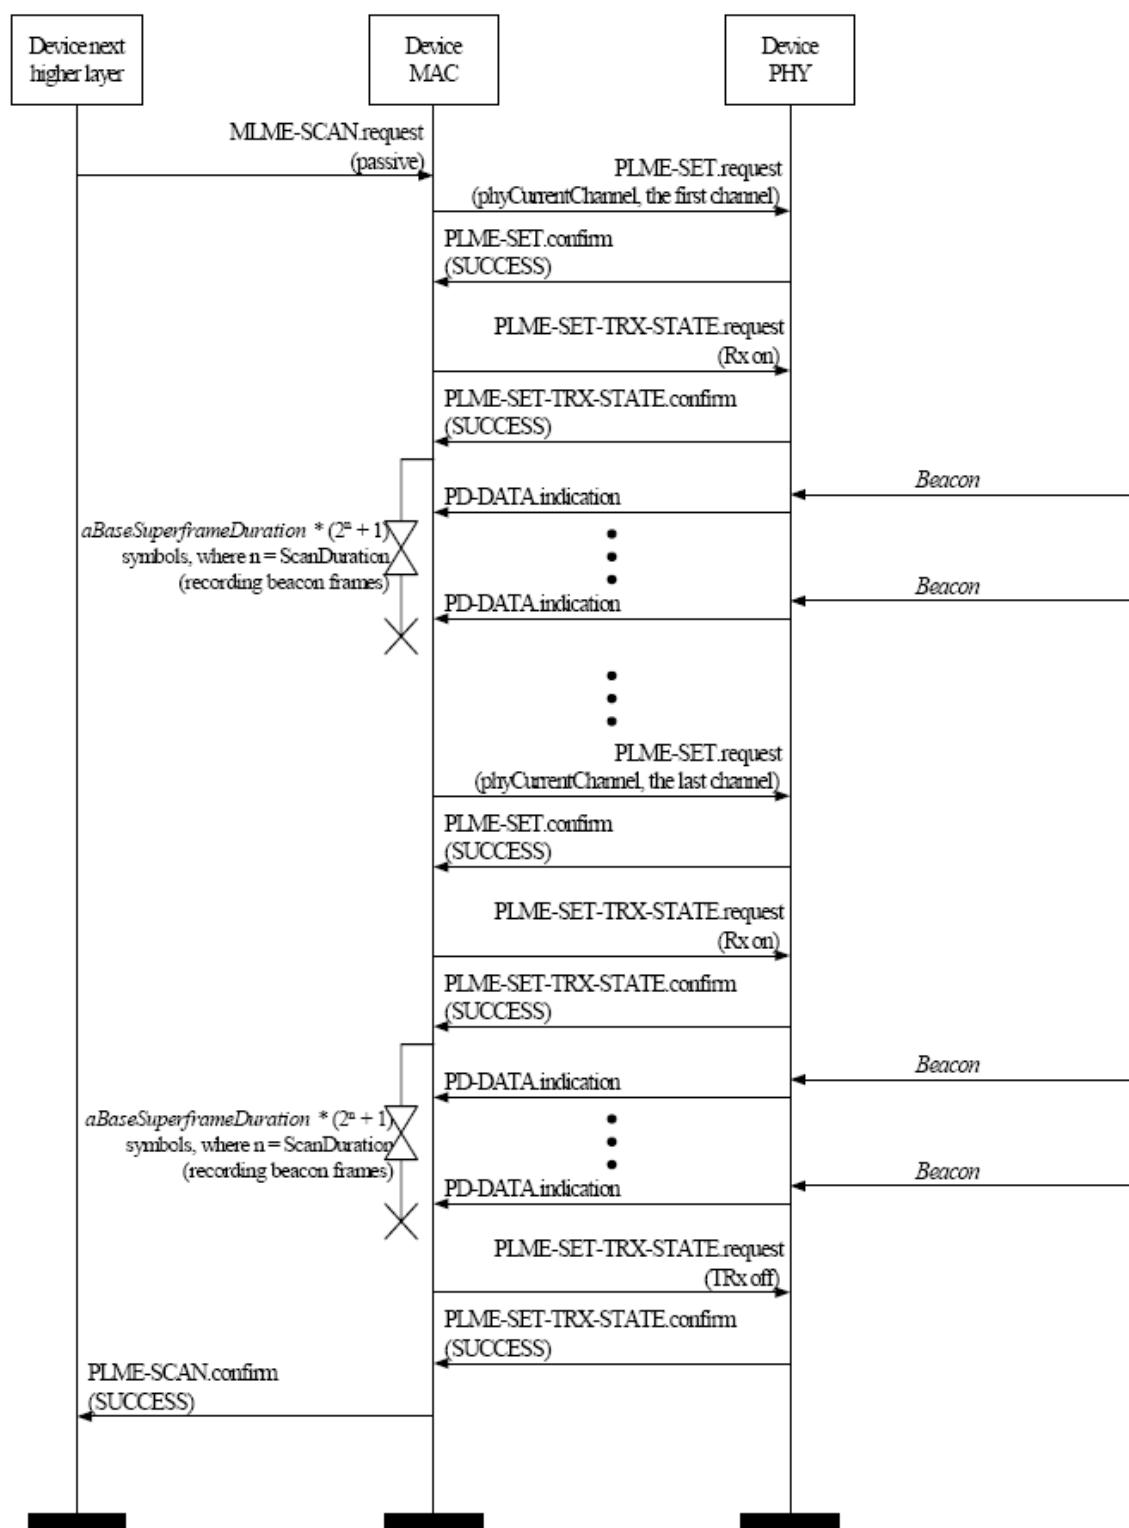 Device next
higher layer
Device
MAC
Device
PHY
MLME-SCAN.request
(passive)
PLME-SET.request
(phyCurrentChannel, the first channel)
PLME-SET.confirm
(SUCCESS)
PLME-SET-TRX-STATE.request
(Rx on)
PLME-SET-TRX-STATE.confirm
(SUCCESS)
Beacon
PD-DATA.indication
aBaseSuperframeDuration * (2ⁿ + 1)
symbols, where n = ScanDuration
(recording beacon frames)
Beacon
PD-DATA.indication
PLME-SET.request
(phyCurrentChannel, the last channel)
PLME-SET.confirm
(SUCCESS)
PLME-SET-TRX-STATE.request
(Rx on)
PLME-SET-TRX-STATE.confirm
(SUCCESS)
Beacon
PD-DATA.indication
aBaseSuperframeDuration * (2ⁿ + 1)
symbols, where n = ScanDuration
(recording beacon frames)
Beacon
PD-DATA.indication
PLME-SET-TRX-STATE.request
(TRx off)
PLME-SET-TRX-STATE.confirm
(SUCCESS)
PLME-SCAN.confirm
(SUCCESS)